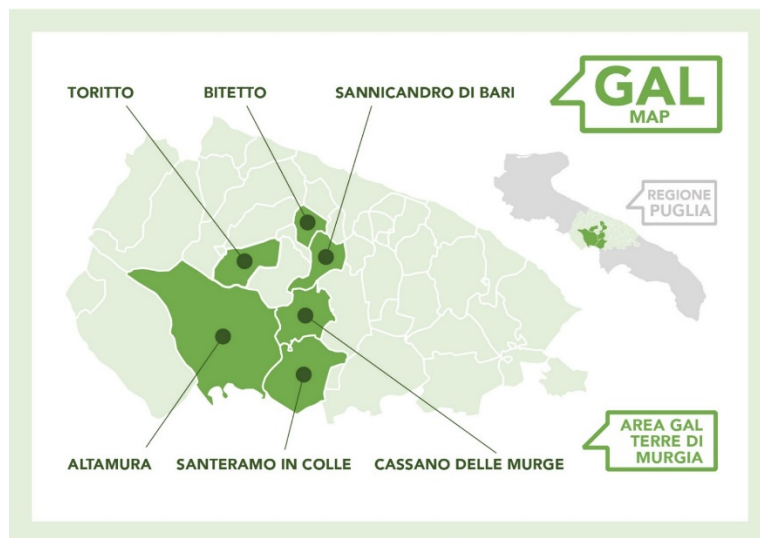 TORITTO
BITETTO
SANNICANDRO DI BARI
GAL
MAP
REGIONE
PUGLIA
ALTAMURA
SANTERAMO IN COLLE
CASSANO DELLE MURGE
AREA GAL
TERRE DI
MURGIA